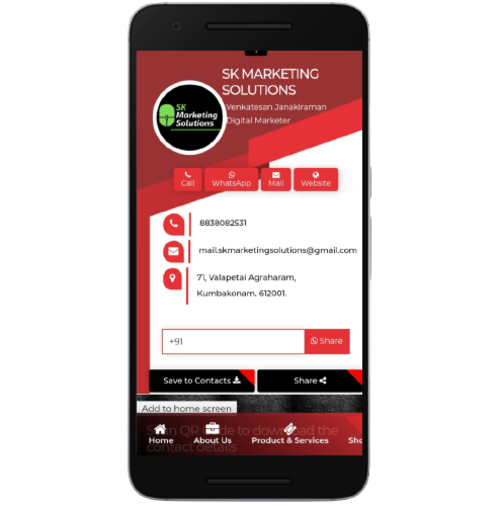 SK MARKETING
SOLUTIONS
SK
Marketing
Solutions
Venkatesan Janakiraman
Digital Marketer
Call
WhatsApp
Mail
Website
8838082531
mail.skmarketingsolutions@gmail.com
71, Valapetai Agraharam,
Kumbakonam. 612001.
+91
Share
Save to Contacts
Share
Add to home screen
Scan QR Code to download the
contact details
Home
About Us
Product & Services
Sho